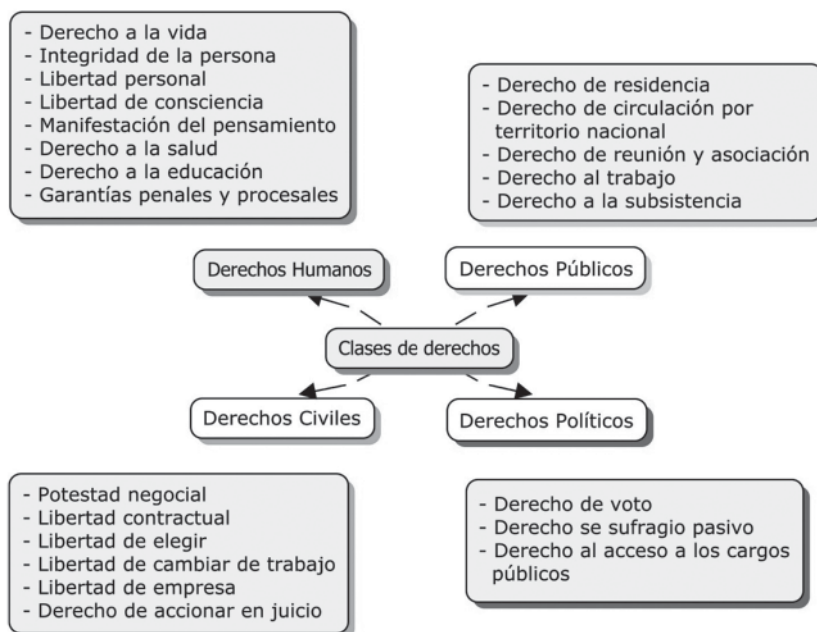 - Derecho a la vida
- Integridad de la persona
- Libertad personal
- Libertad de consciencia
- Manifestación del pensamiento
- Derecho a la salud
- Derecho a la educación
- Garantías penales y procesales
- Derecho de residencia
- Derecho de circulación por
territorio nacional
- Derecho de reunión y asociación
- Derecho al trabajo
- Derecho a la subsistencia
Derechos Humanos
Derechos Públicos
Clases de derechos
Derechos Civiles
Derechos Políticos
- Potestad negocial
- Libertad contractual
- Libertad de elegir
- Libertad de cambiar de trabajo
- Libertad de empresa
- Derecho de accionar en juicio
- Derecho de voto
- Derecho se sufragio pasivo
- Derecho al acceso a los cargos
públicos